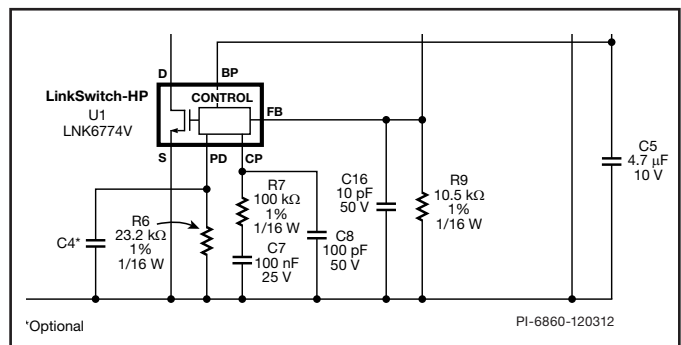 D
BP
LinkSwitch-HP
U1
LNK6774V
CONTROL
FB
S
PD
CP
C5
4.7 µF
10 V
R7
100 kΩ
1%
1/16 W
C16
10 pF
50 V
R9
10.5 kΩ
1%
1/16 W
R6
23.2 kΩ
1%
1/16 W
C4*
C7
100 nF
25 V
C8
100 pF
50 V
*Optional
PI-6860-120312